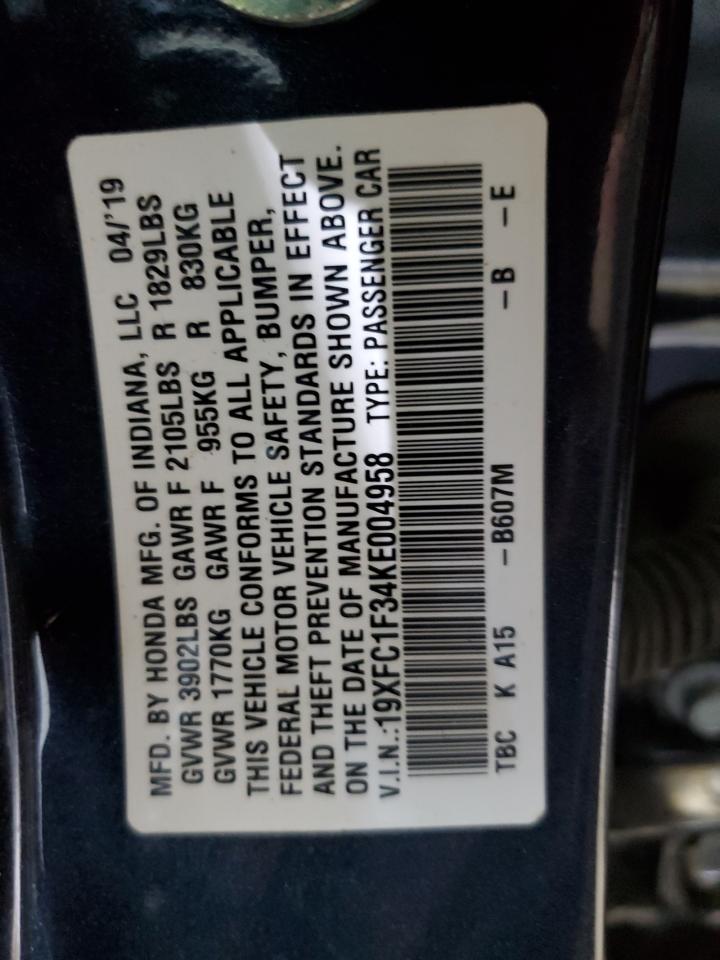 MFD. BY HONDA MFG. OF INDIANA, LLC 04/'19
GVWR 3902LBS GAWR F 2105LBS R 1829LBS
GVWR 1770KG GAWR F 955KG R 830KG
THIS VEHICLE CONFORMS TO ALL APPLICABLE
FEDERAL MOTOR VEHICLE SAFETY, BUMPER,
AND THEFT PREVENTION STANDARDS IN EFFECT
ON THE DATE OF MANUFACTURE SHOWN ABOVE.
V.I.N.:19XFC1F34KE004958 TYPE: PASSENGER CAR
TBC K A15 -B607M -B -E